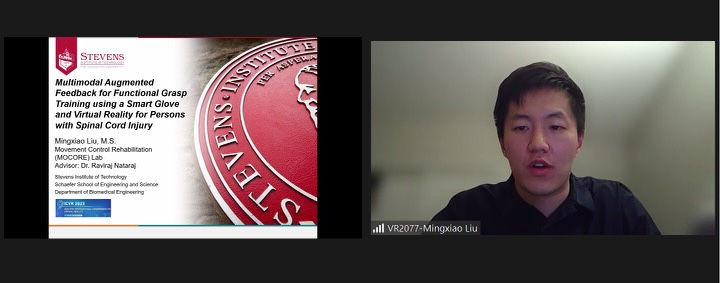 STEVENS
Multimodal Augmented
Feedback for Functional Grasp
Training using a Smart Glove
and Virtual Reality for Persons
with Spinal Cord Injury
Mingxiao Liu, M.S.
Movement Control Rehabilitation
(MOCORE) Lab
Advisor: Dr. Raviraj Nataraj
Stevens Institute of Technology
Schaefer School of Engineering and Science
Department of Biomedical Engineering
ICVR 2023
STEVENS INSTITUTE
PER ASPERA
VR2077-Mingxiao Liu